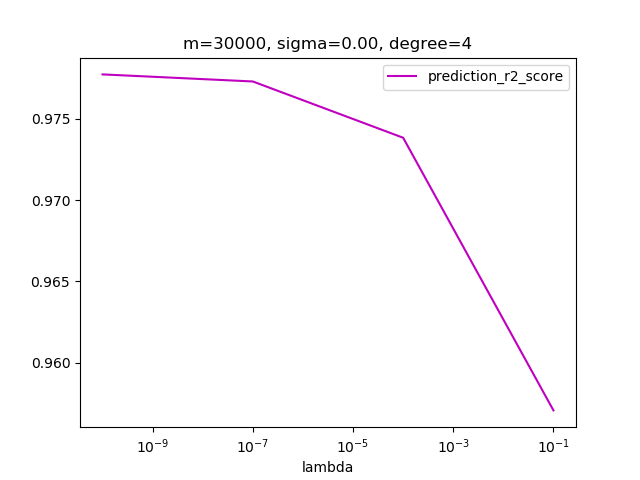 m=30000, sigma=0.00, degree=4
prediction_r2_score
0.975
0.970
0.965
0.960
10⁻⁹ 10⁻⁷ 10⁻⁵ 10⁻³ 10⁻¹
lambda